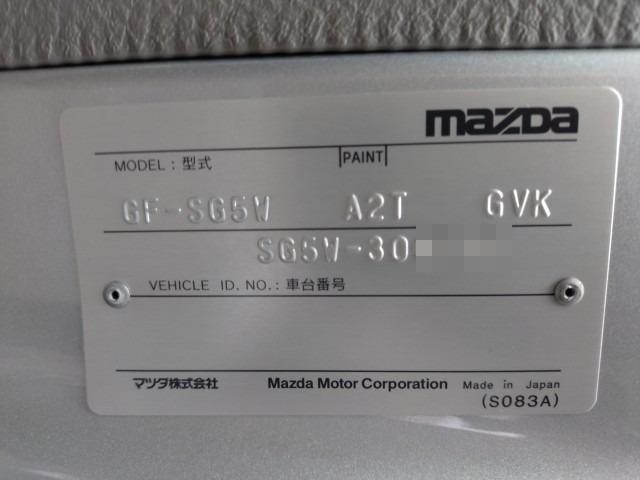 mazda
MODEL : 型式 PAINT
GF-SG5W A2T GVK
SG5W-30
VEHICLE ID. NO. : 車台番号
マツダ株式会社 Mazda Motor Corporation Made in Japan
(S083A)